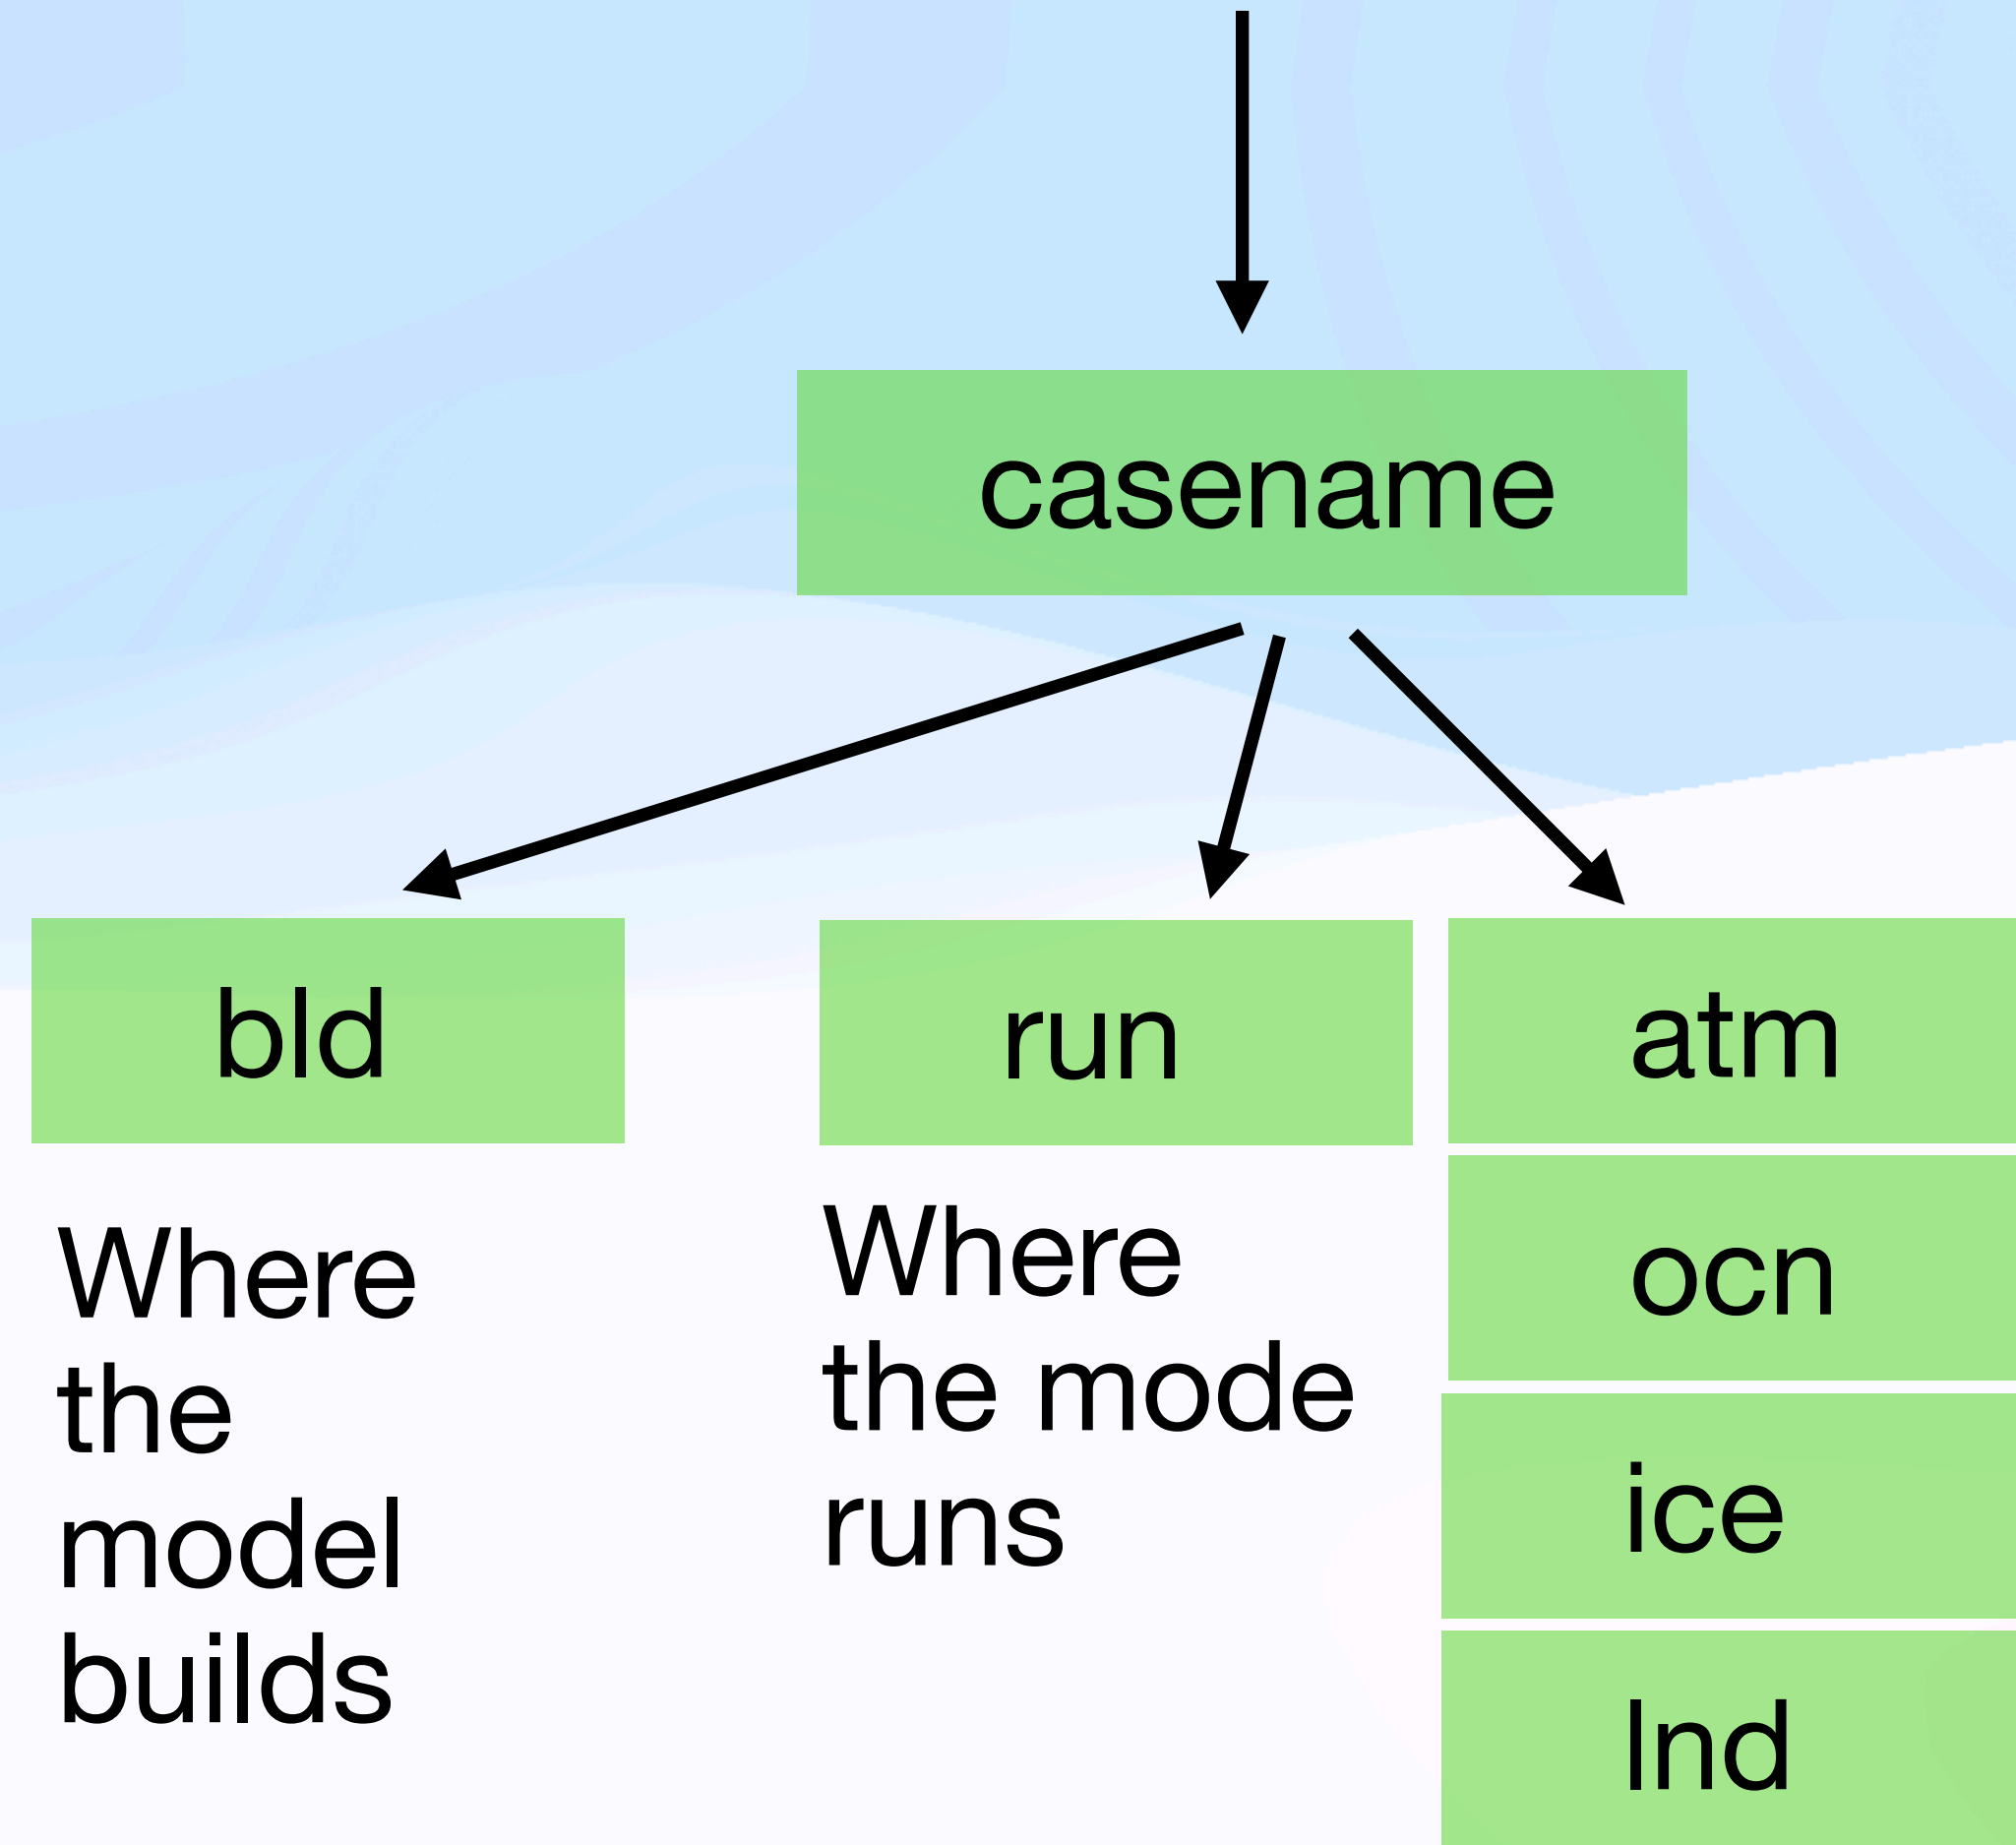 casename
bld
Where
the
model
builds
run
Where
the mode
runs
atm
ocn
ice
lnd